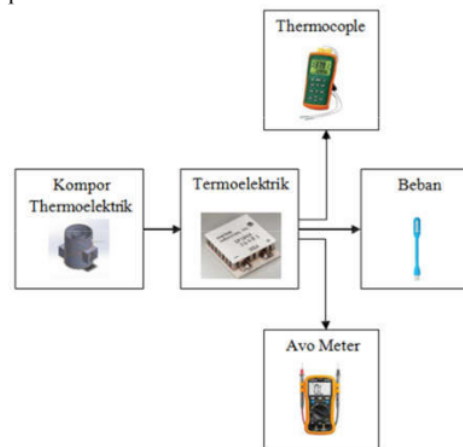 Thermocople
Kompor
Thermoelektrik
Termoelektrik
Beban
Avo Meter